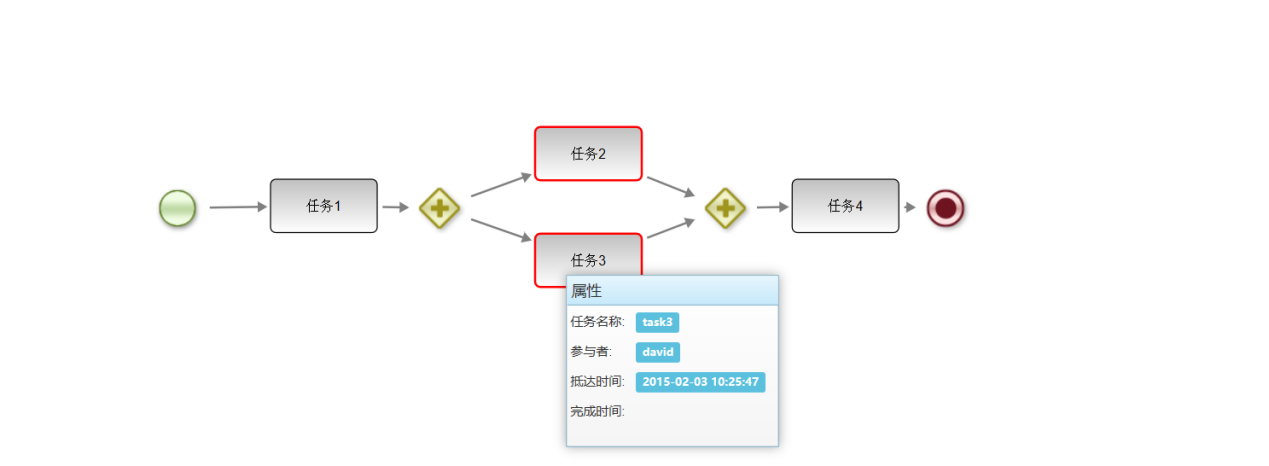 任务2
任务1
任务4
任务3
属性
任务名称: task3
参与者: david
抵达时间: 2015-02-03 10:25:47
完成时间: